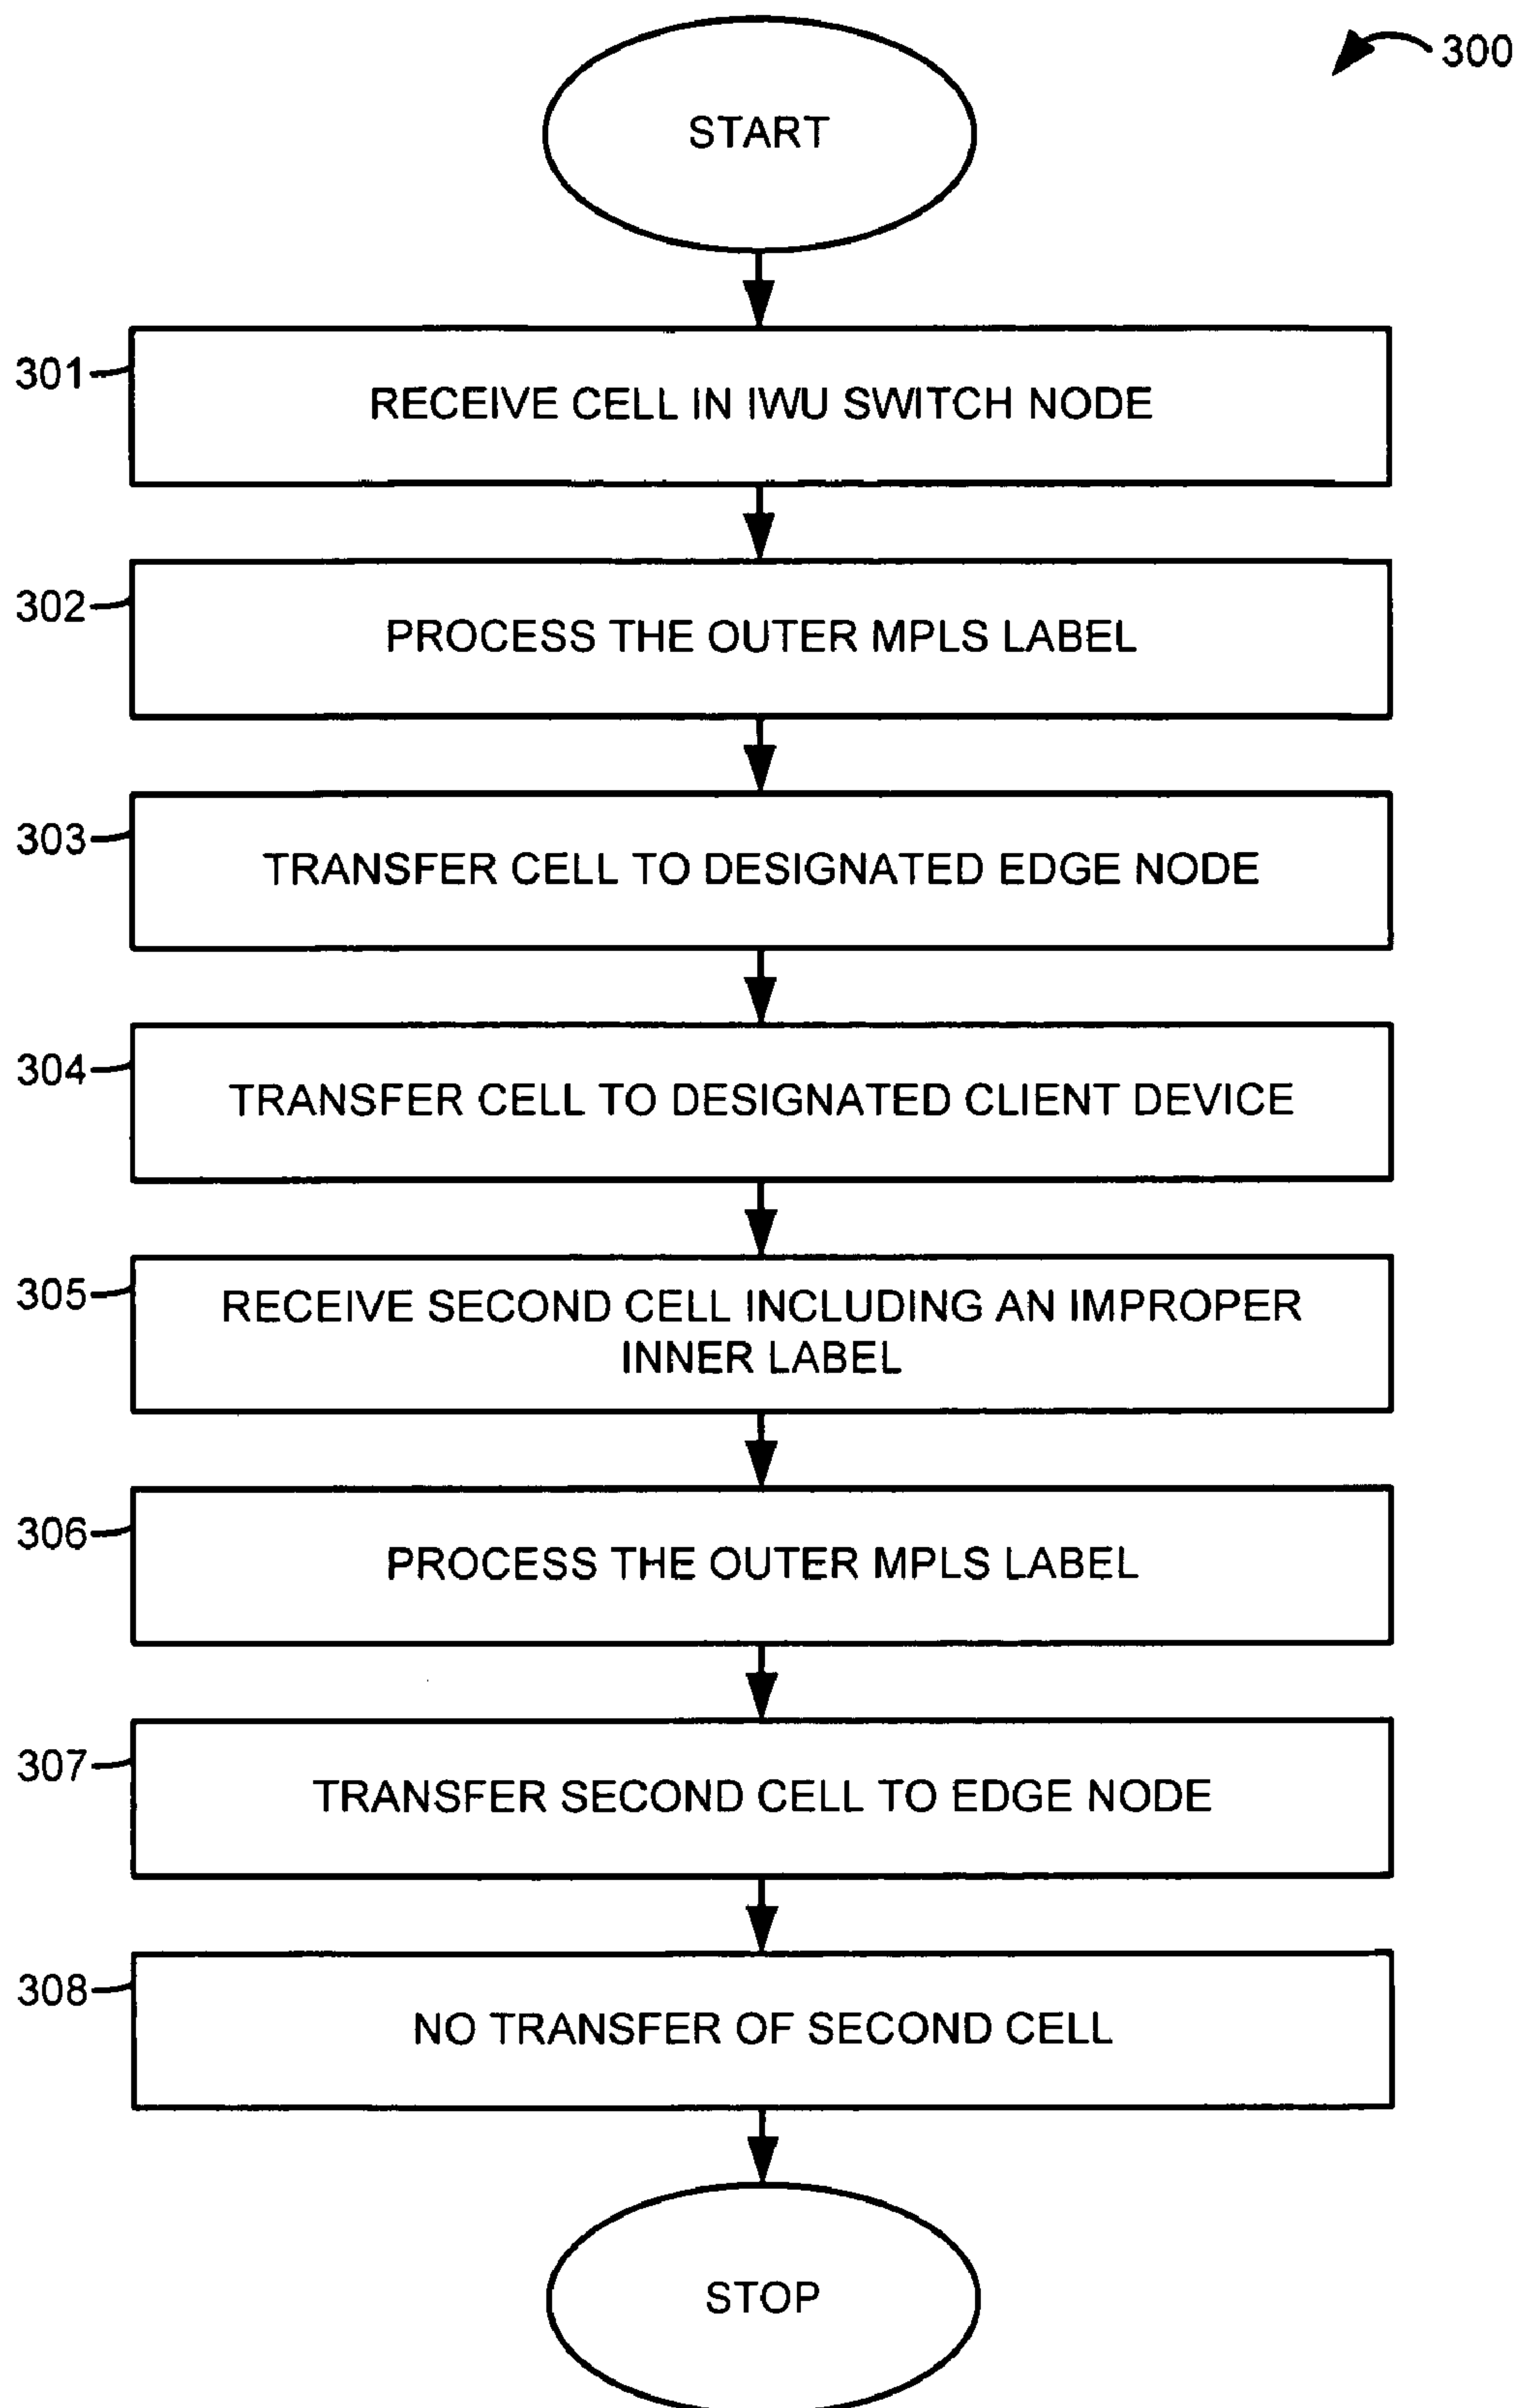 300
START
301
RECEIVE CELL IN IWU SWITCH NODE
302
PROCESS THE OUTER MPLS LABEL
303
TRANSFER CELL TO DESIGNATED EDGE NODE
304
TRANSFER CELL TO DESIGNATED CLIENT DEVICE
305
RECEIVE SECOND CELL INCLUDING AN IMPROPER
INNER LABEL
306
PROCESS THE OUTER MPLS LABEL
307
TRANSFER SECOND CELL TO EDGE NODE
308
NO TRANSFER OF SECOND CELL
STOP